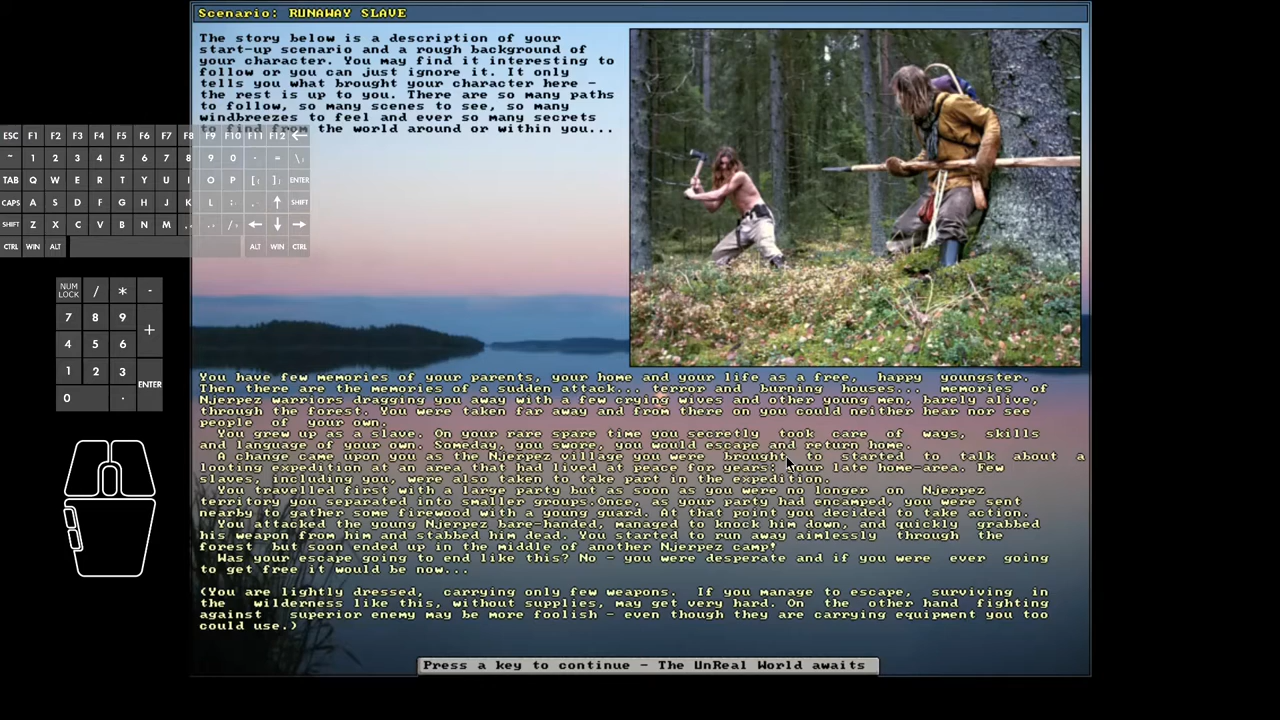 Scenario: RUNAWAY SLAVE
The story below is a description of your
start-up scenario and a rough background of
your character. You may find it interesting to
follow or you can just ignore it. It only
tells you what brought your character here -
the rest is up to you. There are so many paths
to follow, so many scenes to see, so many
windbreezes to feel and ever so many secrets
to find from the world around or within you...
ESC F1 F2 F3 F4 F5 F6 F7 F8 F9 F10 F11 F12
~ 1 2 3 4 5 6 7 8 9 0 - = \
TAB Q W E R T Y U I O P [ ] ENTER
CAPS A S D F G H J K L ; SHIFT
SHIFT Z X C V B N M , . /
CTRL WIN ALT ALT WIN CTRL
NUM LOCK / * -
7 8 9 +
4 5 6
1 2 3 ENTER
0 .
You have few memories of your parents, your home and your life as a free, happy youngster.
Then there are the memories of a sudden attack... terror and burning houses... memories of
Njerpez warriors dragging you away with a few crying wives and other young men, barely alive,
through the forest. You were taken far away and from there on you could neither hear nor see
people of your own.
You grew up as a slave. On your rare spare time you secretly took care of ways, skills
and language of your own. Someday, you swore, you would escape and return home.
A change came upon you as the Njerpez village you were brought to started to talk about a
looting expedition at an area that had lived at peace for years: your late home-area. Few
slaves, including you, were also taken to take part in the expedition.
You travelled first with a large party but as soon as you were no longer on Njerpez
territory you separated into smaller groups.Once, as your party had encamped, you were sent
nearby to gather some firewood with a young guard. At that point you decided to take action.
You attacked the young Njerpez bare-handed, managed to knock him down, and quickly grabbed
his weapon from him and stabbed him dead. You started to run away aimlessly through the
forest but soon ended up in the middle of another Njerpez camp!
Was your escape going to end like this? No - you were desperate and if you were ever going
to get free it would be now...
(You are lightly dressed, carrying only few weapons. If you manage to escape, surviving in
the wilderness like this, without supplies, may get very hard. On the other hand fighting
against superior enemy may be more foolish - even though they are carrying equipment you too
could use.)
Press a key to continue - The UnReal World awaits